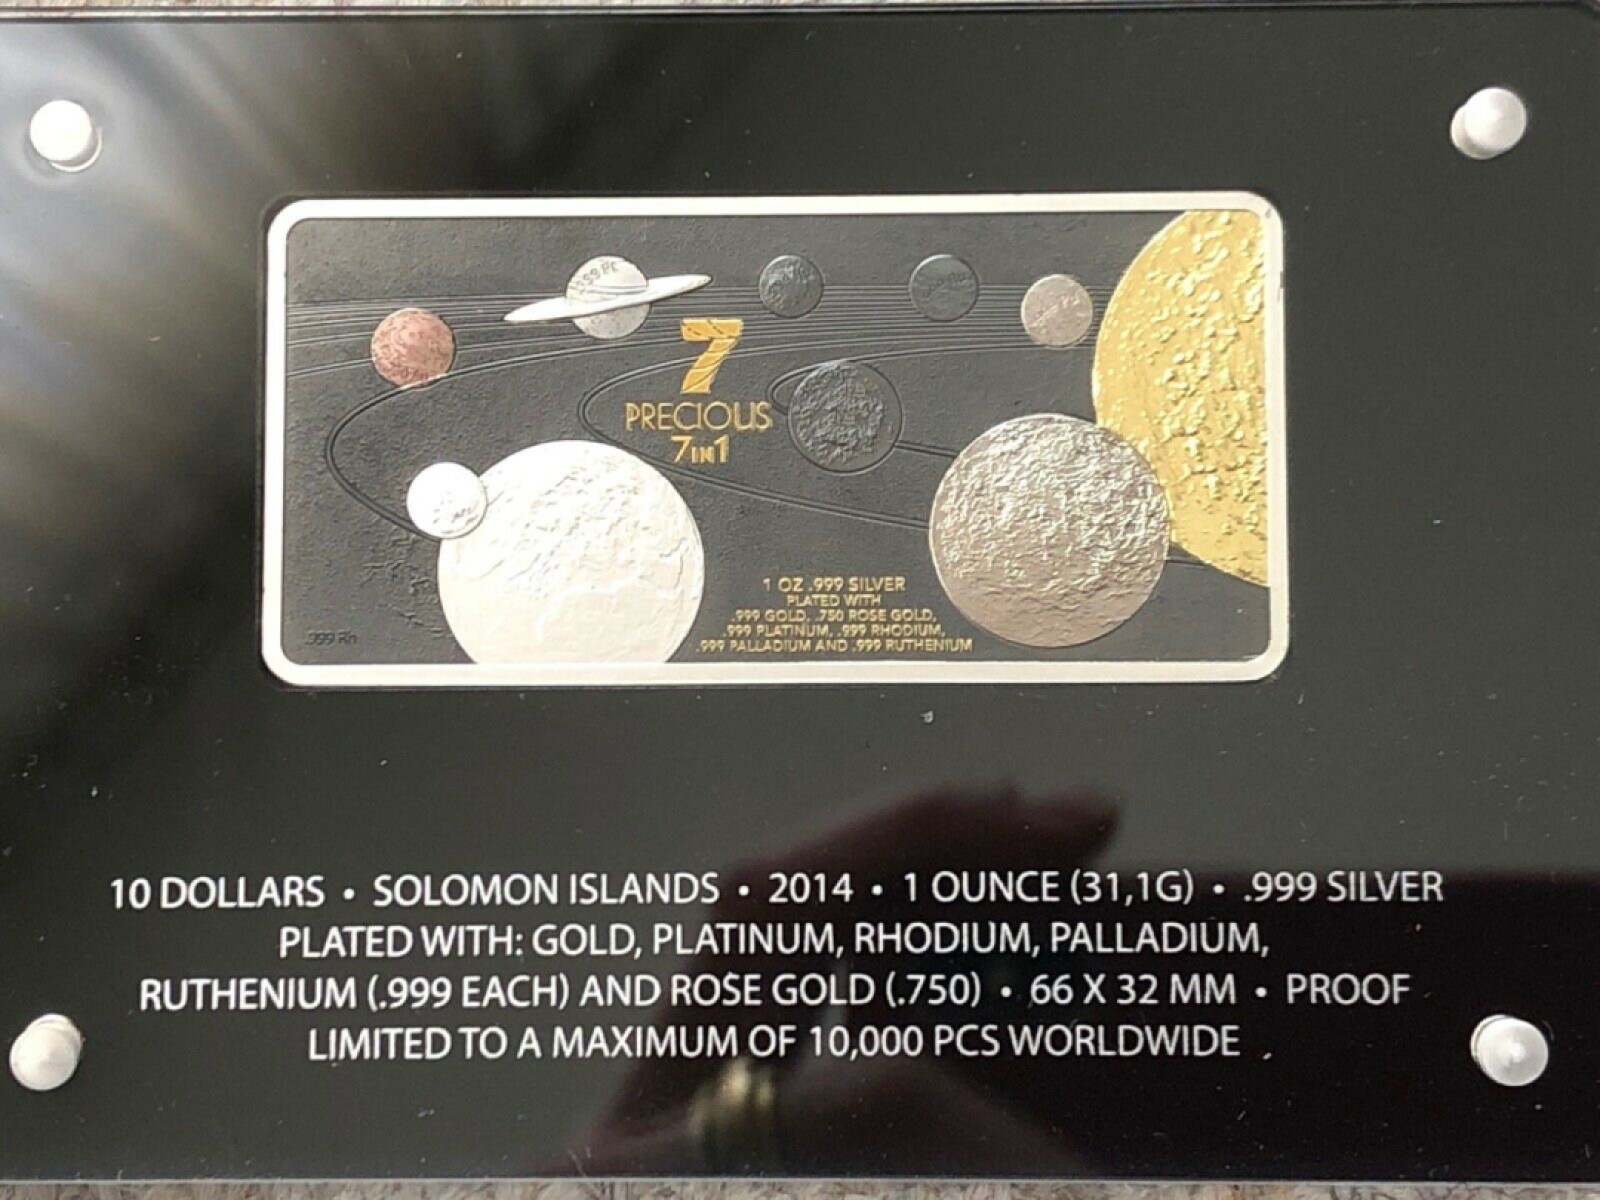 .999 Pt
7
PRECIOUS
7IN1
1 OZ .999 SILVER
PLATED WITH
.999 GOLD, .750 ROSE GOLD,
.999 PLATINUM, .999 RHODIUM,
.999 PALLADIUM AND .999 RUTHENIUM
.999 Rh
10 DOLLARS • SOLOMON ISLANDS • 2014 • 1 OUNCE (31,1G) • .999 SILVER
PLATED WITH: GOLD, PLATINUM, RHODIUM, PALLADIUM,
RUTHENIUM (.999 EACH) AND ROSE GOLD (.750) • 66 X 32 MM • PROOF
LIMITED TO A MAXIMUM OF 10,000 PCS WORLDWIDE